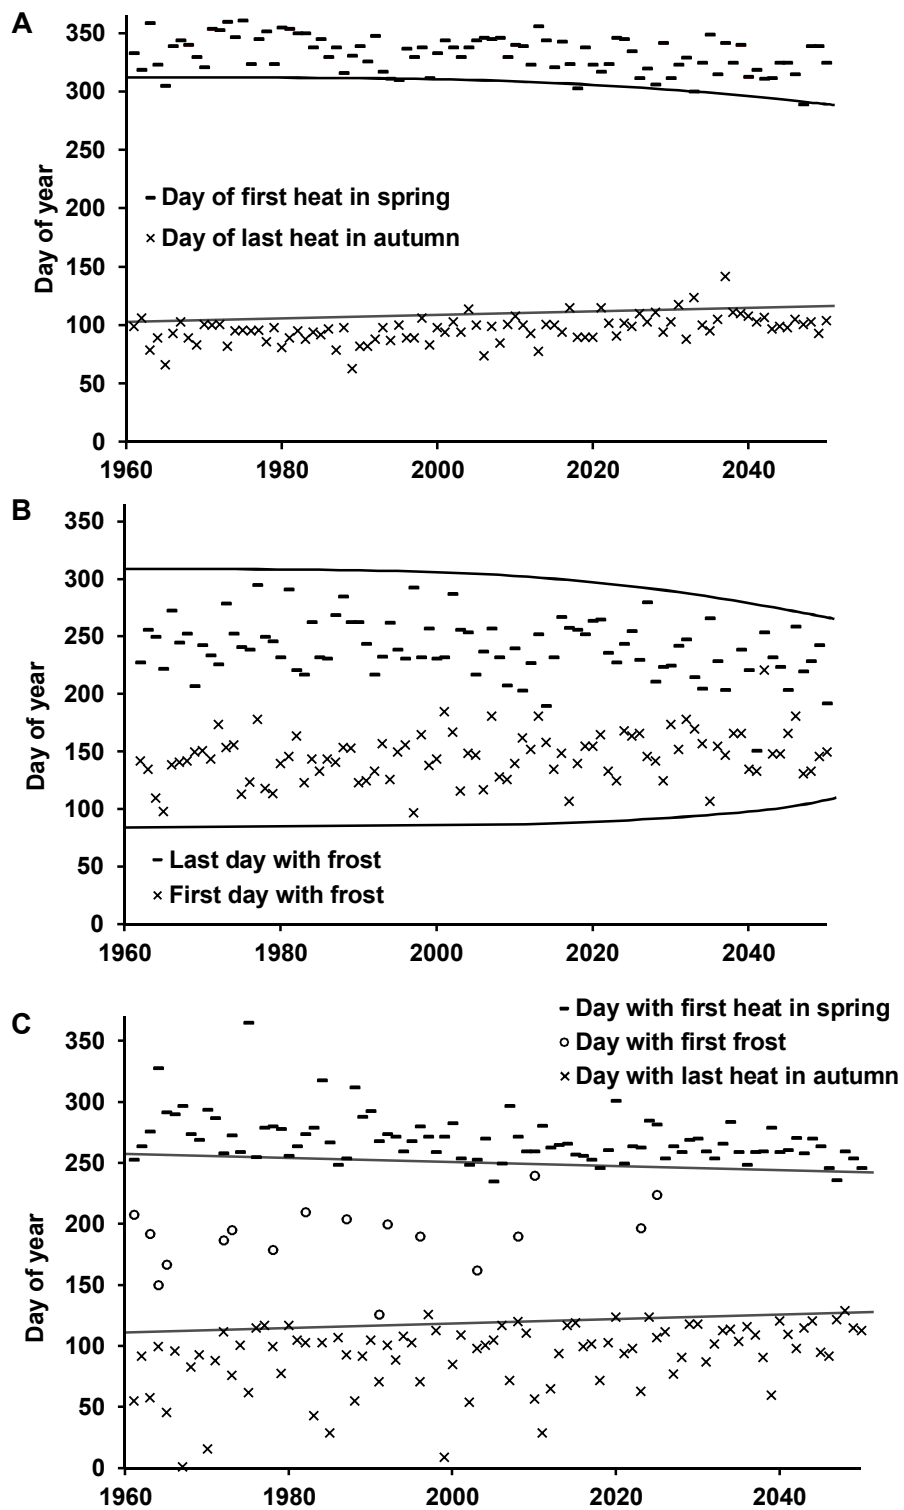 A
350
300
250
200
150
100
50
0
Day of year
Day of first heat in spring
Day of last heat in autumn
1960 1980 2000 2020 2040
B
350
300
250
200
150
100
50
0
Day of year
Last day with frost
First day with frost
1960 1980 2000 2020 2040
C
Day with first heat in spring
Day with first frost
Day with last heat in autumn
350
300
250
200
150
100
50
0
Day of year
1960 1980 2000 2020 2040